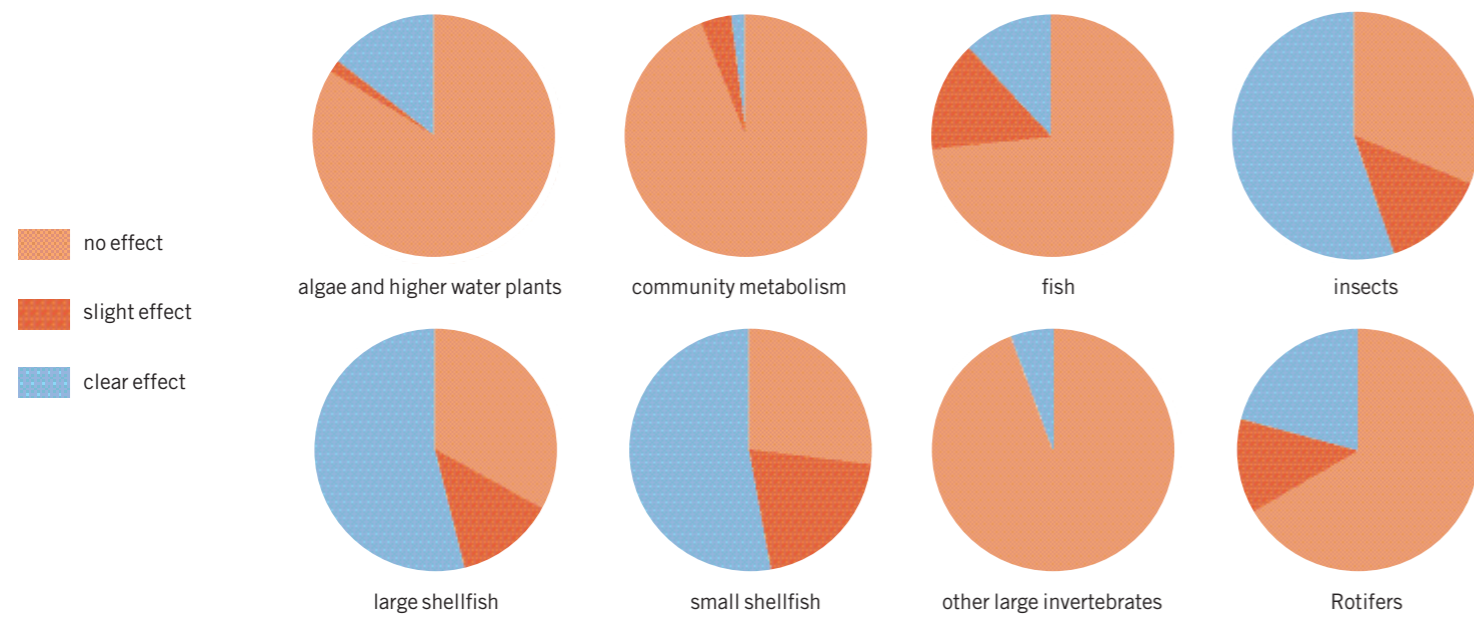 no effect
slight effect
clear effect
algae and higher water plants
community metabolism
fish
insects
large shellfish
small shellfish
other large invertebrates
Rotifers